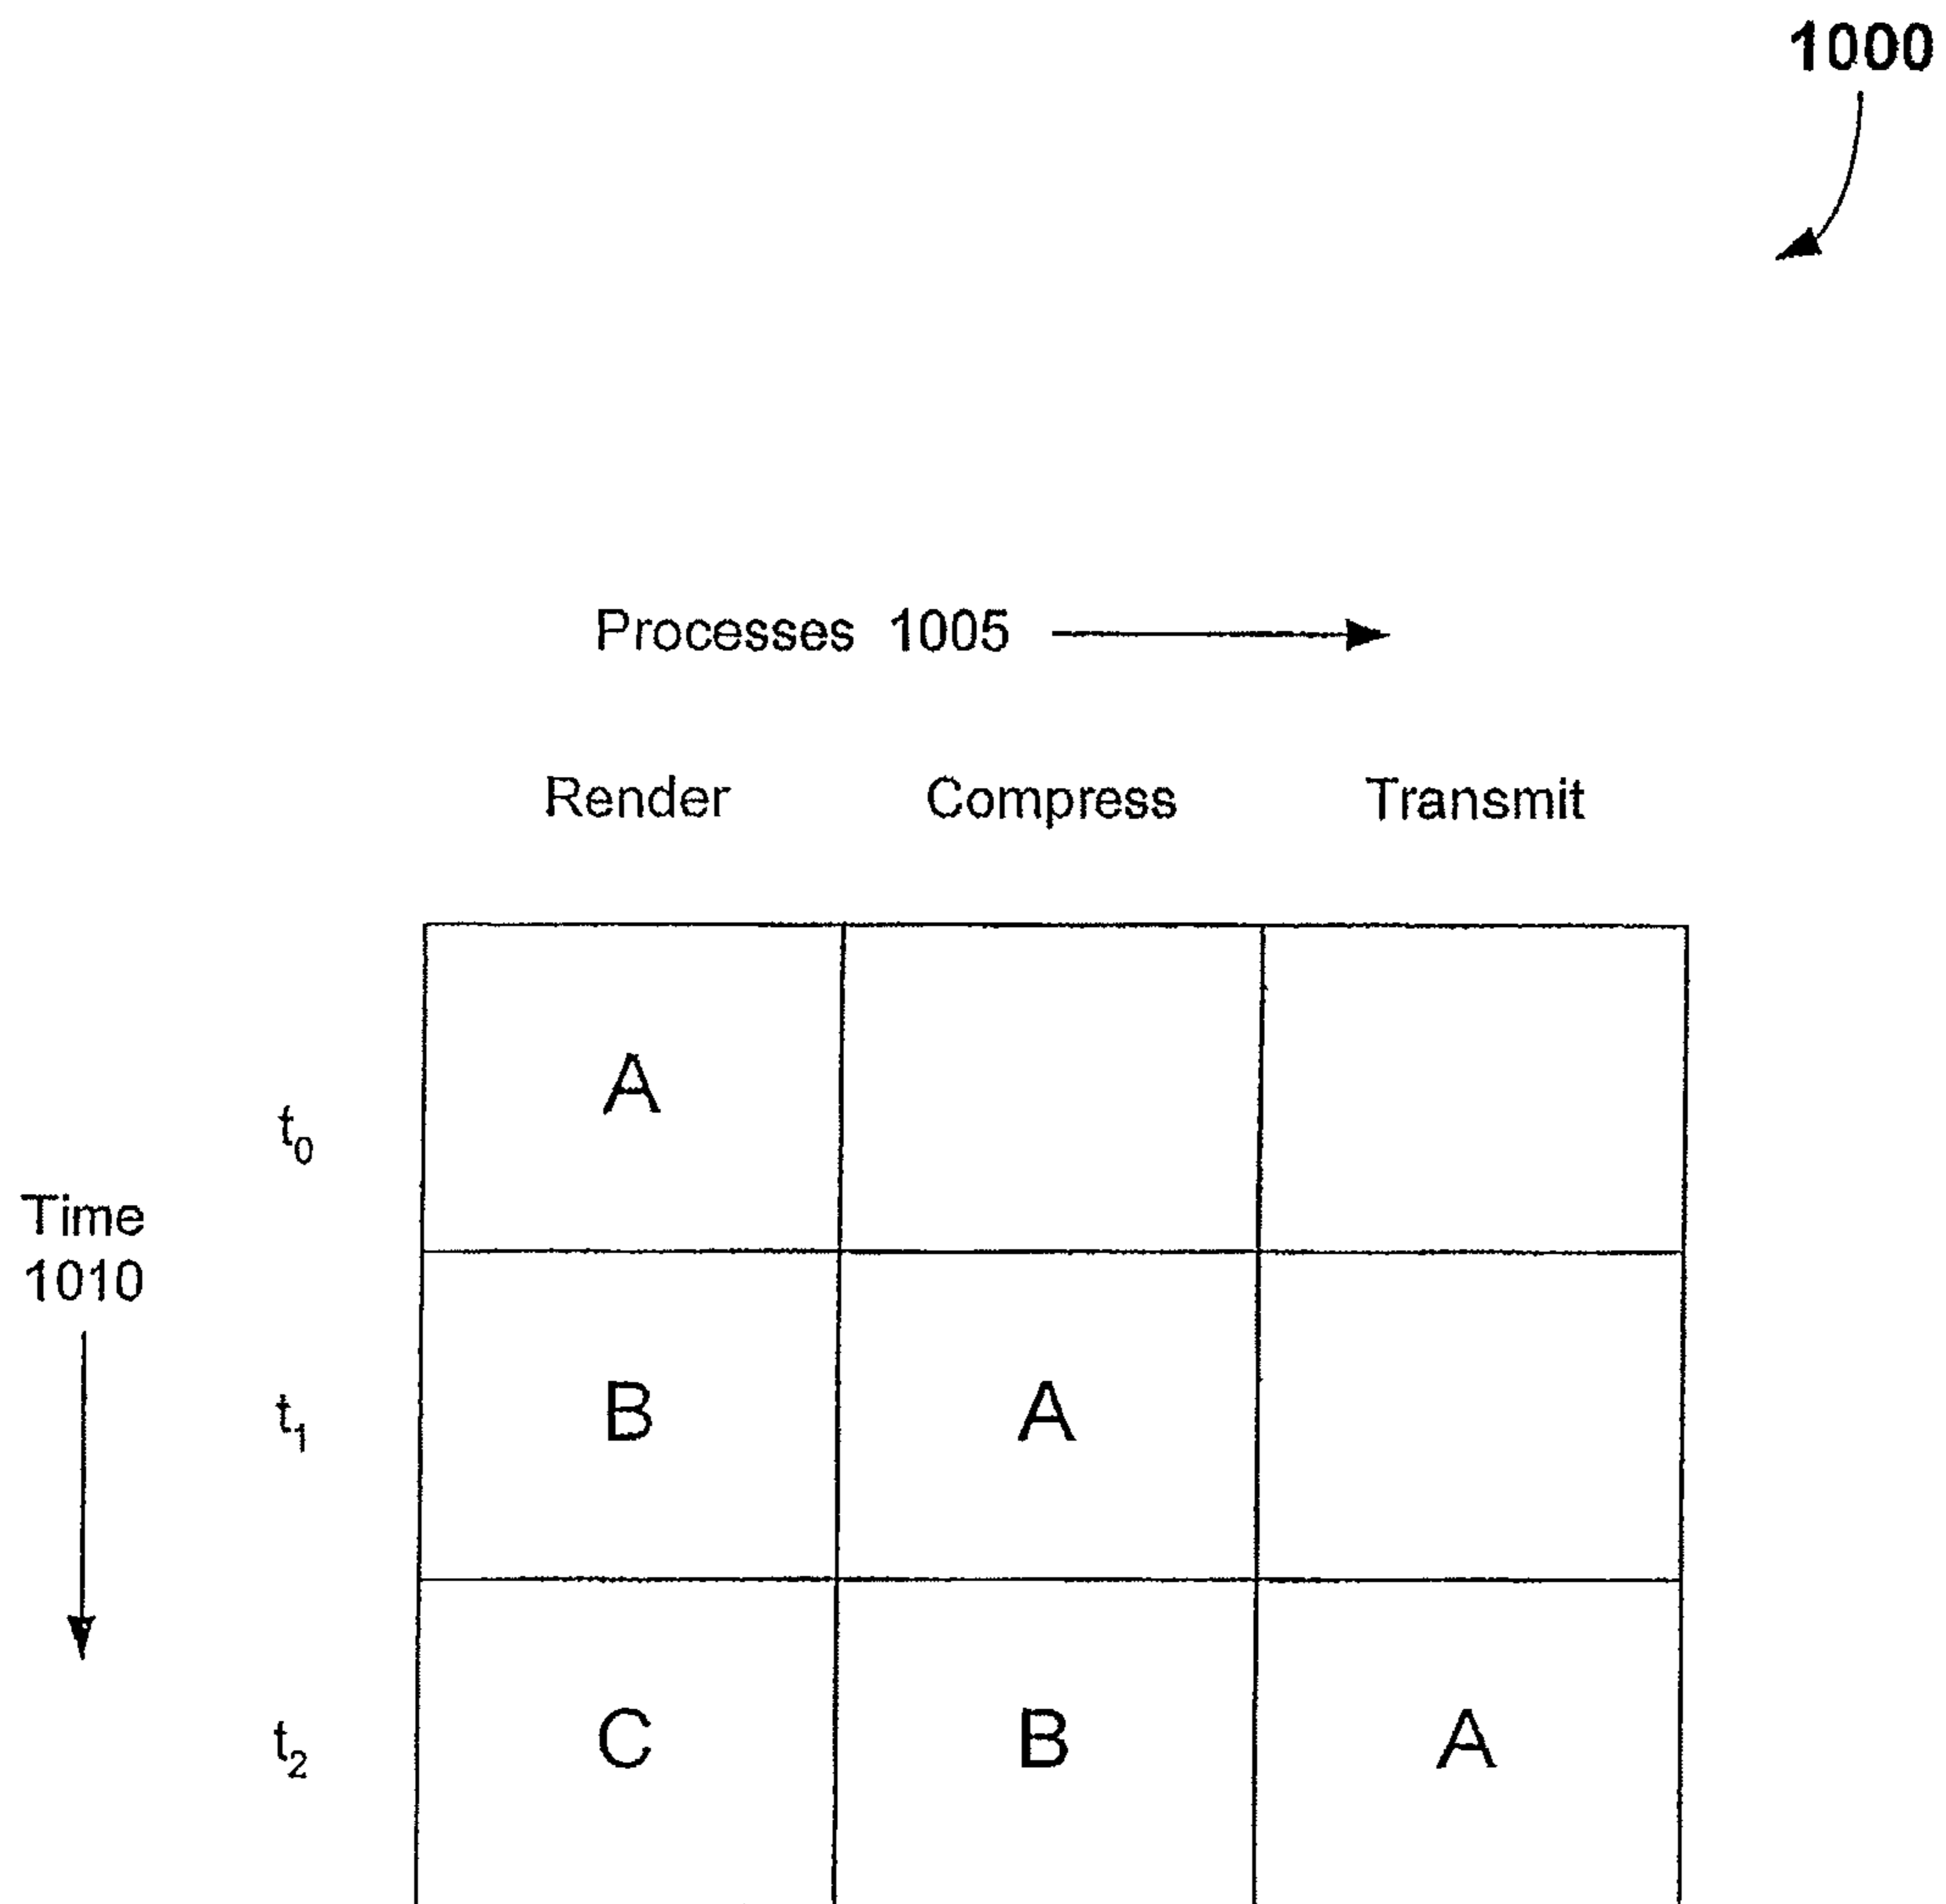 1000
Processes 1005
Render Compress Transmit
A
t0
Time
1010
B A
t1
C B A
t2